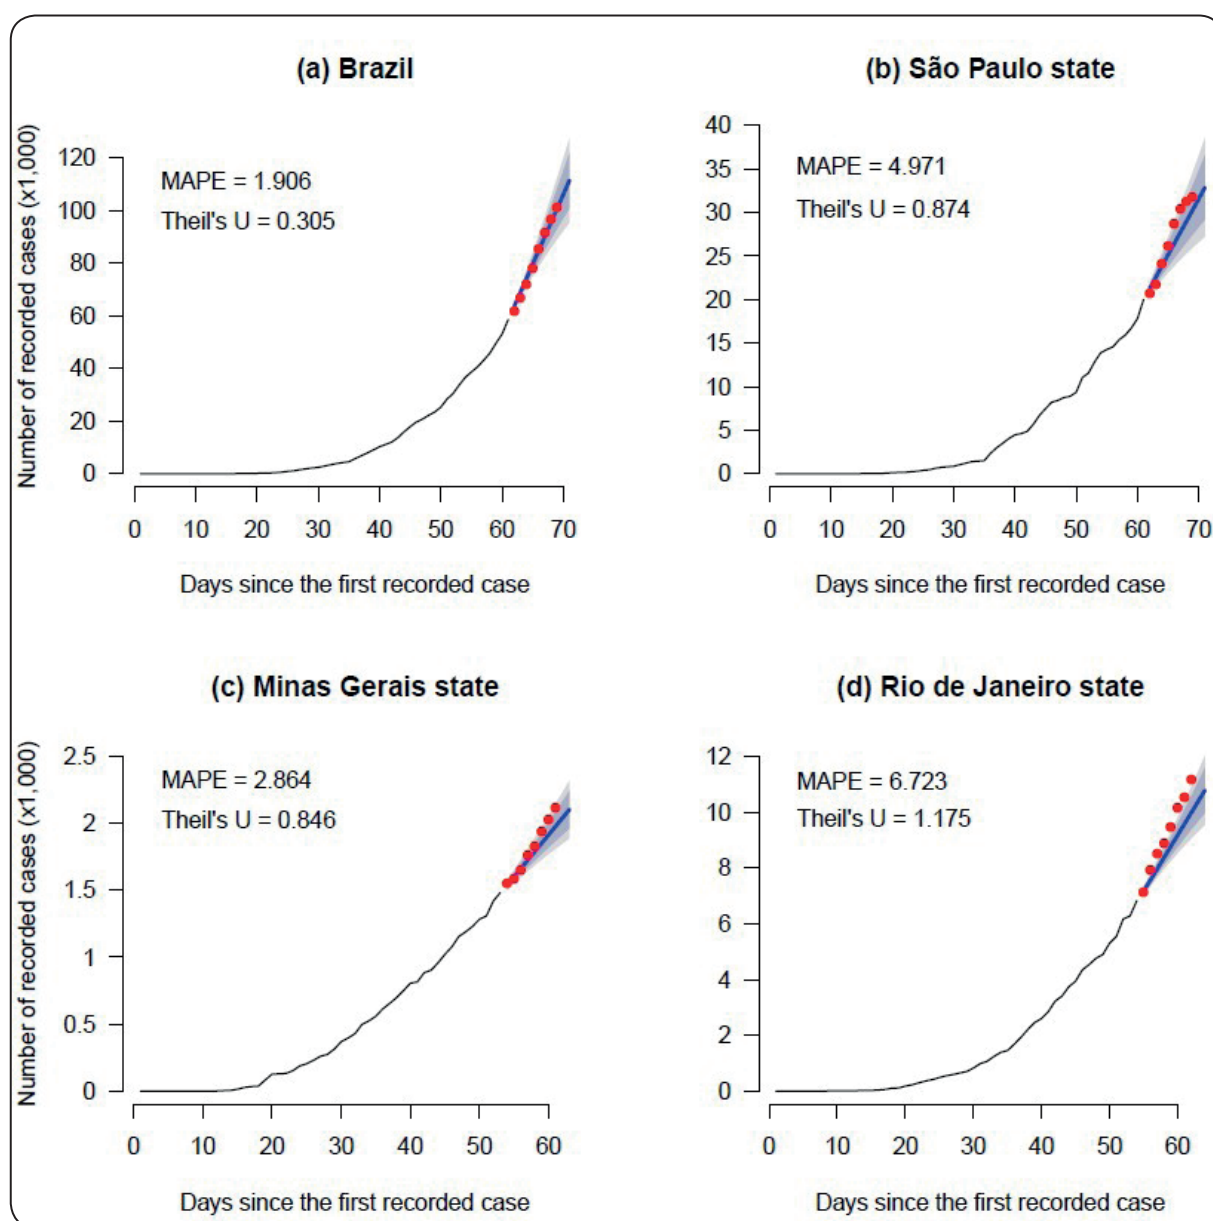 (a) Brazil
Number of recorded cases (x1,000)
MAPE = 1.906
Theil's U = 0.305
120
100
80
60
40
20
0
0 10 20 30 40 50 60 70
Days since the first recorded case
(b) São Paulo state
MAPE = 4.971
Theil's U = 0.874
40
35
30
25
20
15
10
5
0
0 10 20 30 40 50 60 70
Days since the first recorded case
(c) Minas Gerais state
Number of recorded cases (x1,000)
MAPE = 2.864
Theil's U = 0.846
2.5
2
1.5
1
0.5
0
0 10 20 30 40 50 60
Days since the first recorded case
(d) Rio de Janeiro state
MAPE = 6.723
Theil's U = 1.175
12
10
8
6
4
2
0
0 10 20 30 40 50 60
Days since the first recorded case